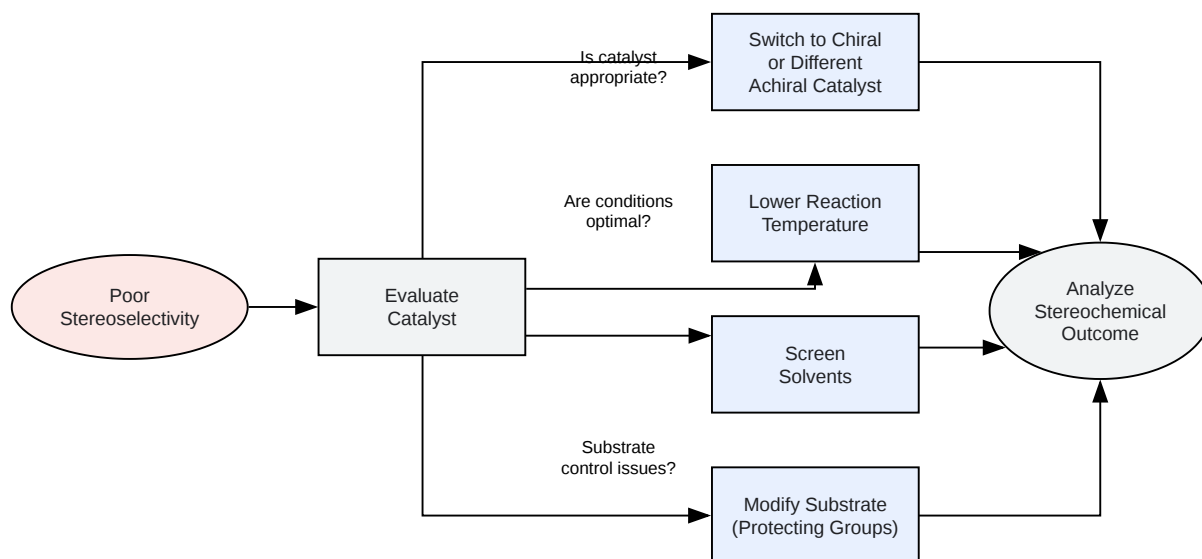 Is catalyst
appropriate?
Switch to Chiral
or Different
Achiral Catalyst
Are conditions
optimal?
Lower Reaction
Temperature
Poor
Stereoselectivity
Evaluate
Catalyst
Analyze
Stereochemical
Outcome
Screen
Solvents
Substrate
control issues?
Modify Substrate
(Protecting Groups)